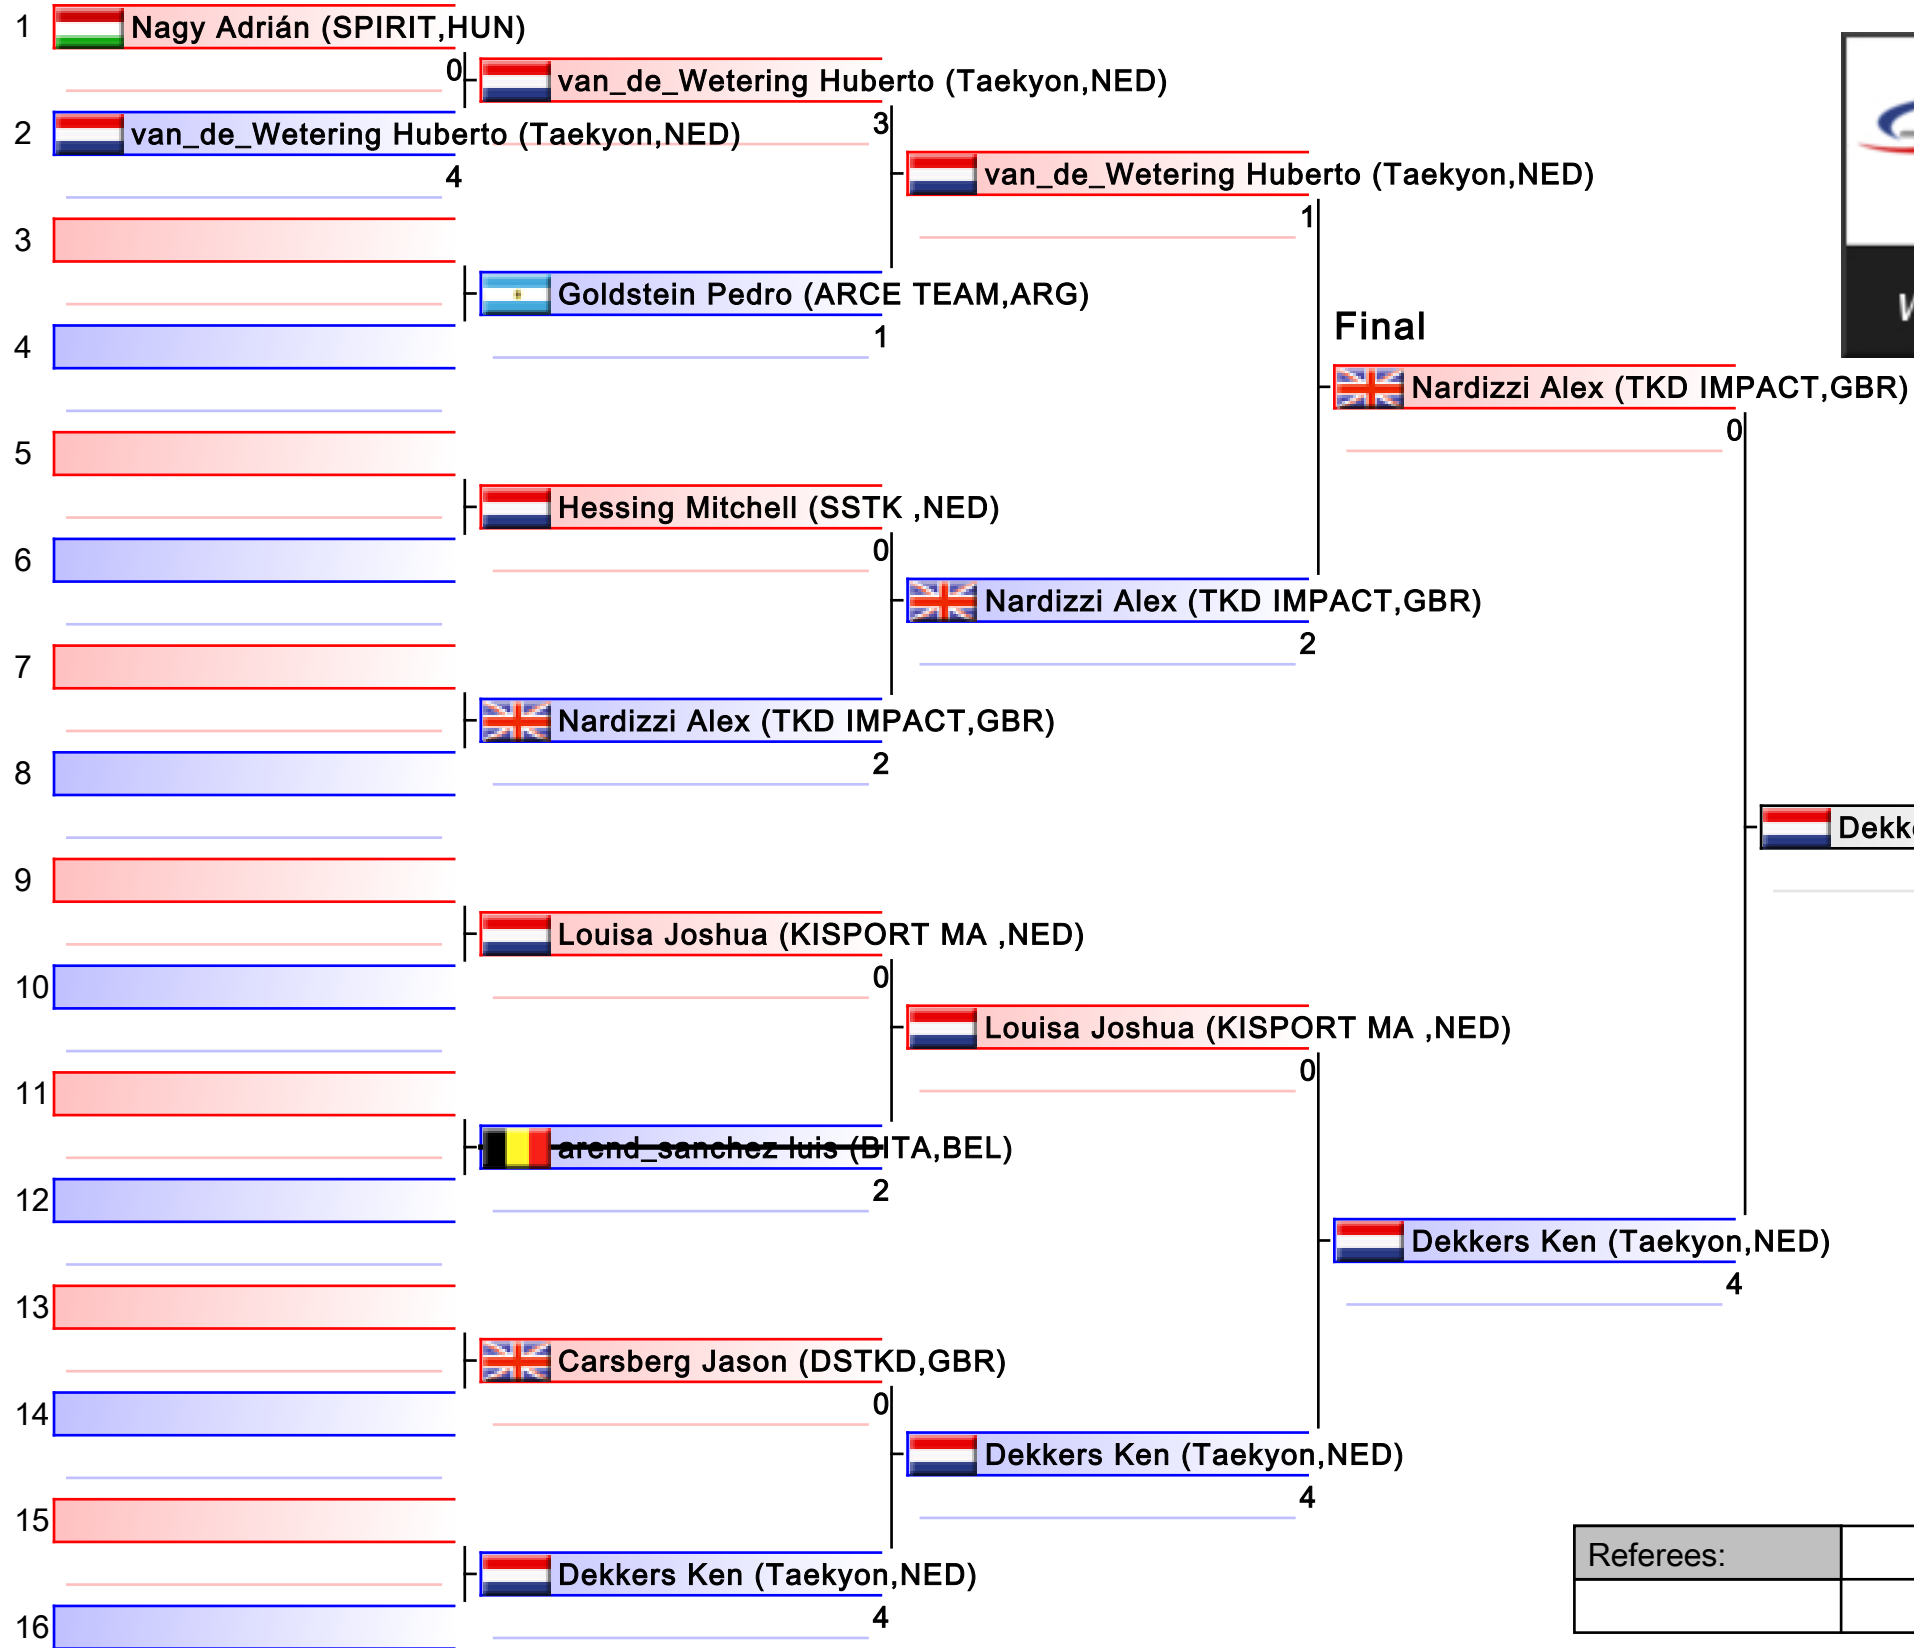 1
Nagy Adrián (SPIRIT,HUN)
0
van_de_Wetering Huberto (Taekyon,NED)
3
2
van_de_Wetering Huberto (Taekyon,NED)
4
van_de_Wetering Huberto (Taekyon,NED)
1
3
Goldstein Pedro (ARCE TEAM,ARG)
1
4
Final
Nardizzi Alex (TKD IMPACT,GBR)
0
5
Hessing Mitchell (SSTK ,NED)
0
6
Nardizzi Alex (TKD IMPACT,GBR)
2
7
Nardizzi Alex (TKD IMPACT,GBR)
2
8
9
Louisa Joshua (KISPORT MA ,NED)
0
10
Louisa Joshua (KISPORT MA ,NED)
0
11
arend_sanchez luis (BITA,BEL)
2
12
Dekkers Ken (Taekyon,NED)
4
13
Carsberg Jason (DSTKD,GBR)
0
14
Dekkers Ken (Taekyon,NED)
4
15
Dekkers Ken (Taekyon,NED)
4
16
Referees: